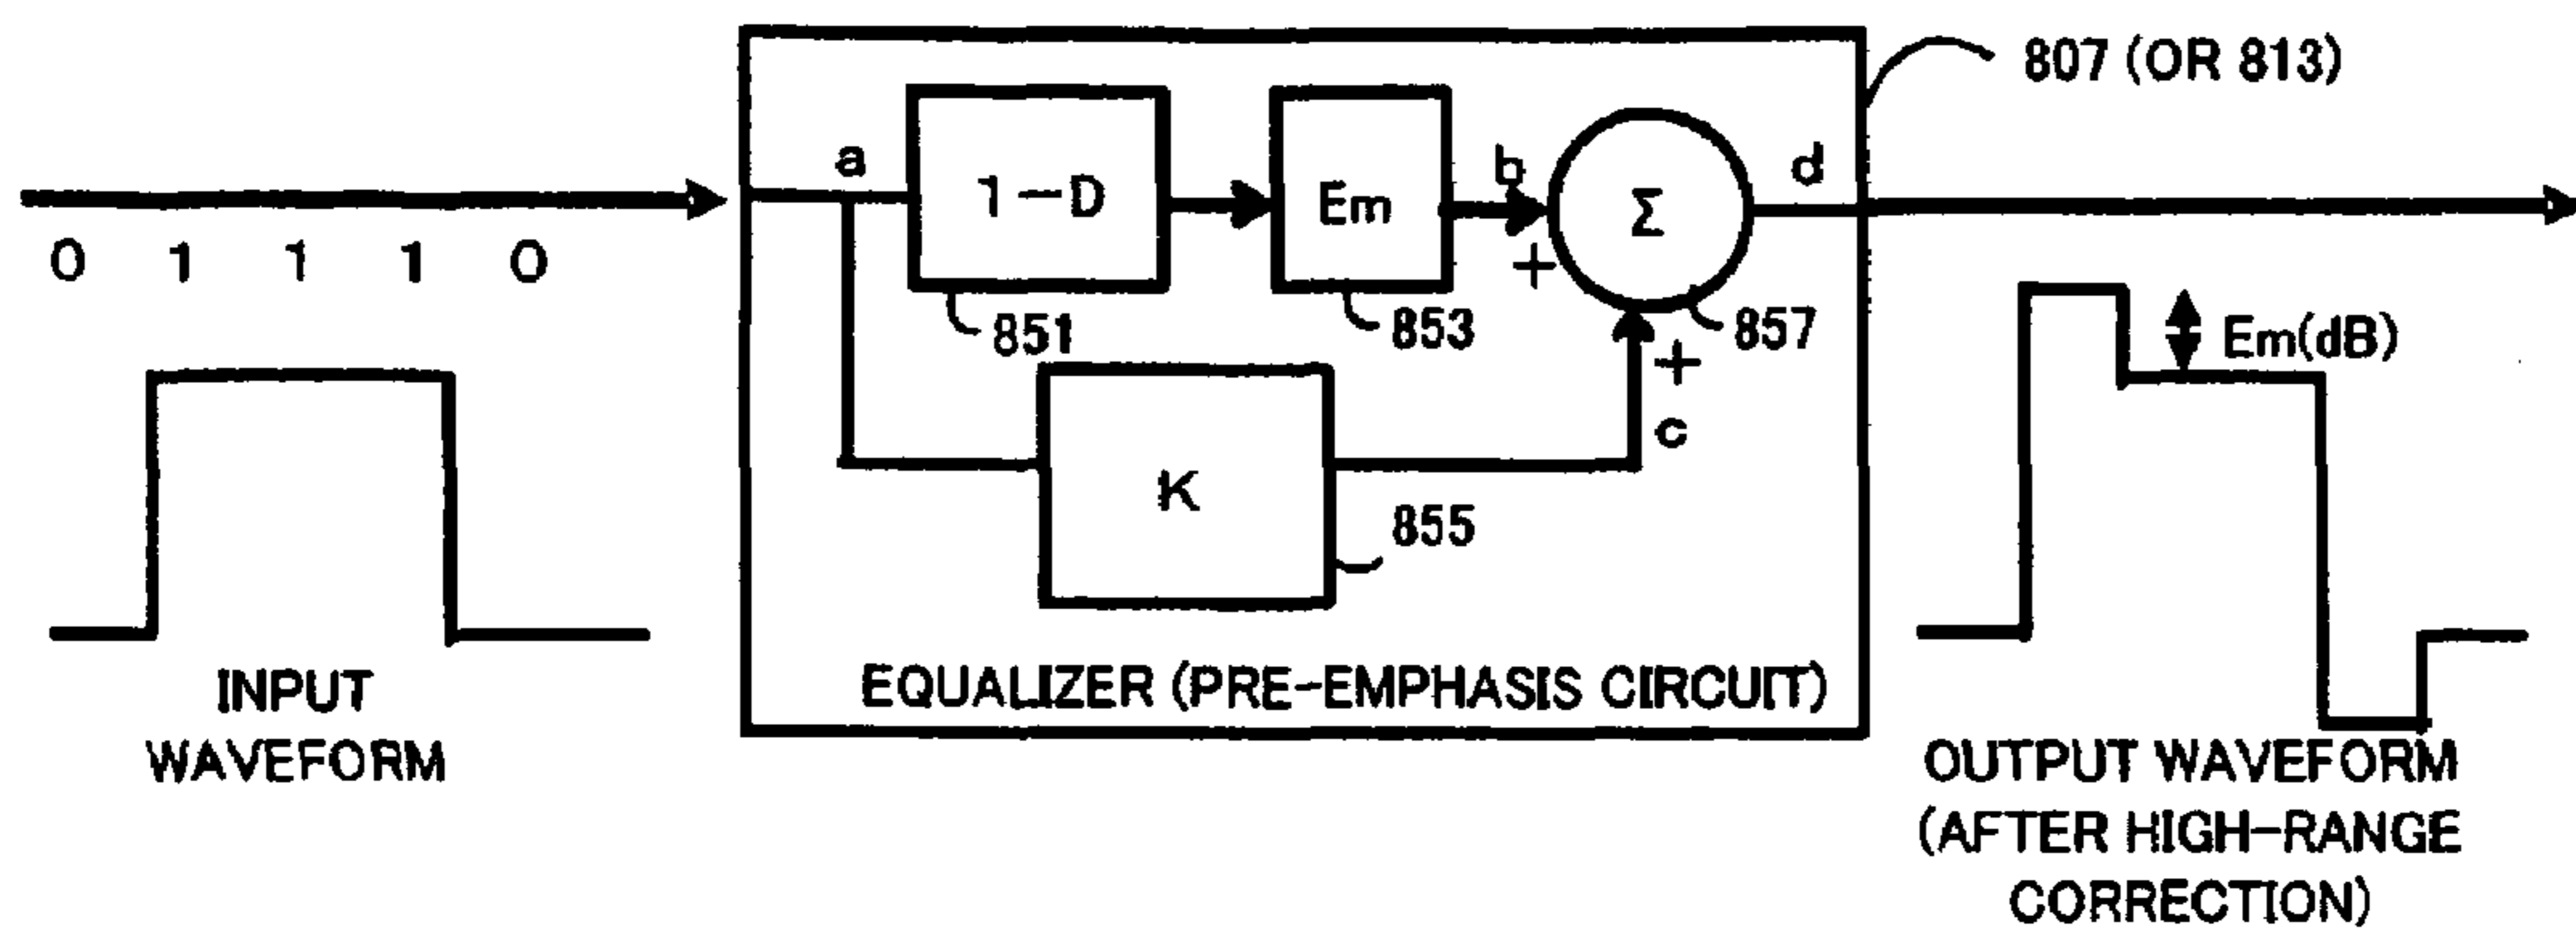 807 (OR 813)
a
1-D
Em
b
Σ
d
0 1 1 1 0
+
851
853
857
Em(dB)
+
c
K
855
EQUALIZER (PRE-EMPHASIS CIRCUIT)
INPUT
WAVEFORM
OUTPUT WAVEFORM
(AFTER HIGH-RANGE
CORRECTION)